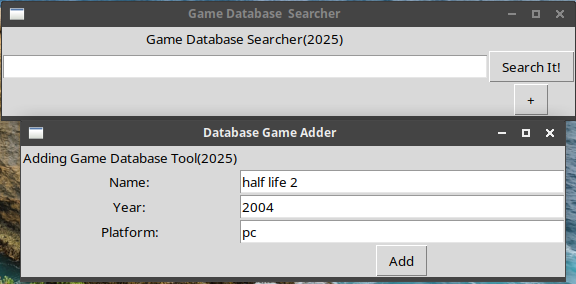 Game Database  Searcher
Game Database Searcher(2025)
Search It!
+
Database Game Adder
Adding Game Database Tool(2025)
Name: half life 2
Year: 2004
Platform: pc
Add